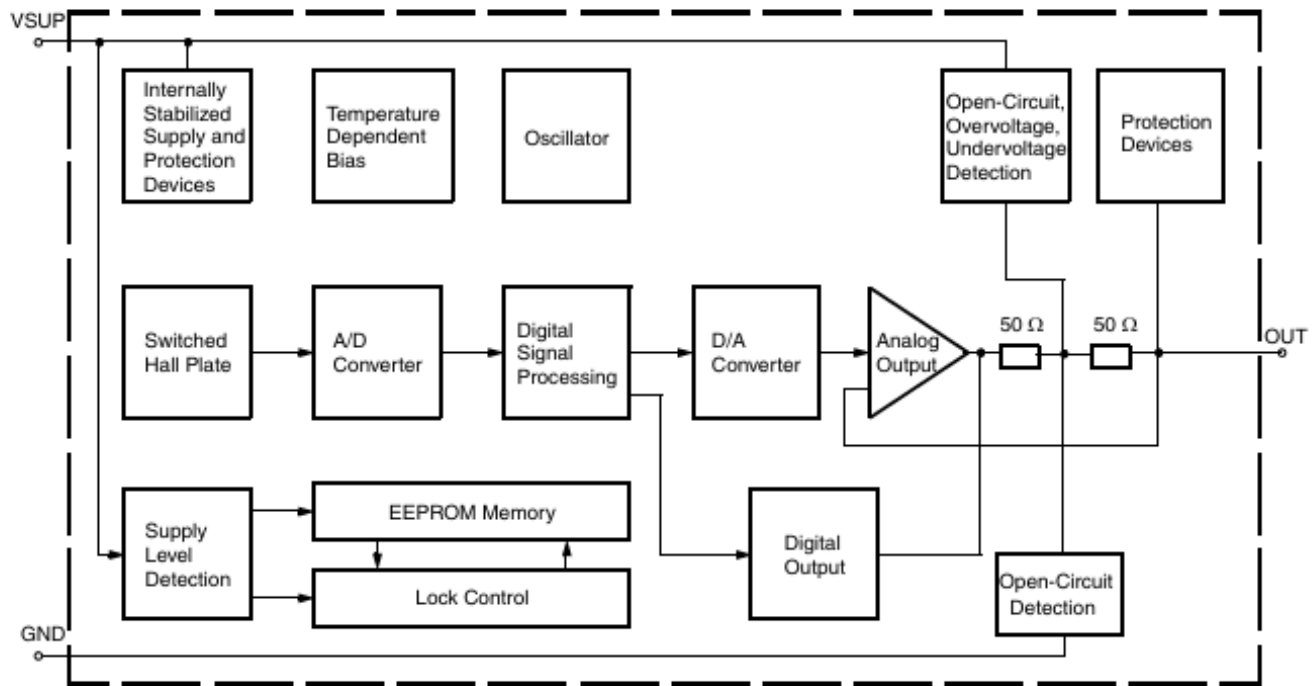 VSUP
Internally
Stabilized
Supply and
Protection
Devices
Temperature
Dependent
Bias
Oscillator
Open-Circuit,
Overvoltage,
Undervoltage
Detection
Protection
Devices
Switched
Hall Plate
A/D
Converter
Digital
Signal
Processing
D/A
Converter
Analog
Output
50 Ω
50 Ω
OUT
Supply
Level
Detection
EEPROM Memory
Lock Control
Digital
Output
Open-Circuit
Detection
GND